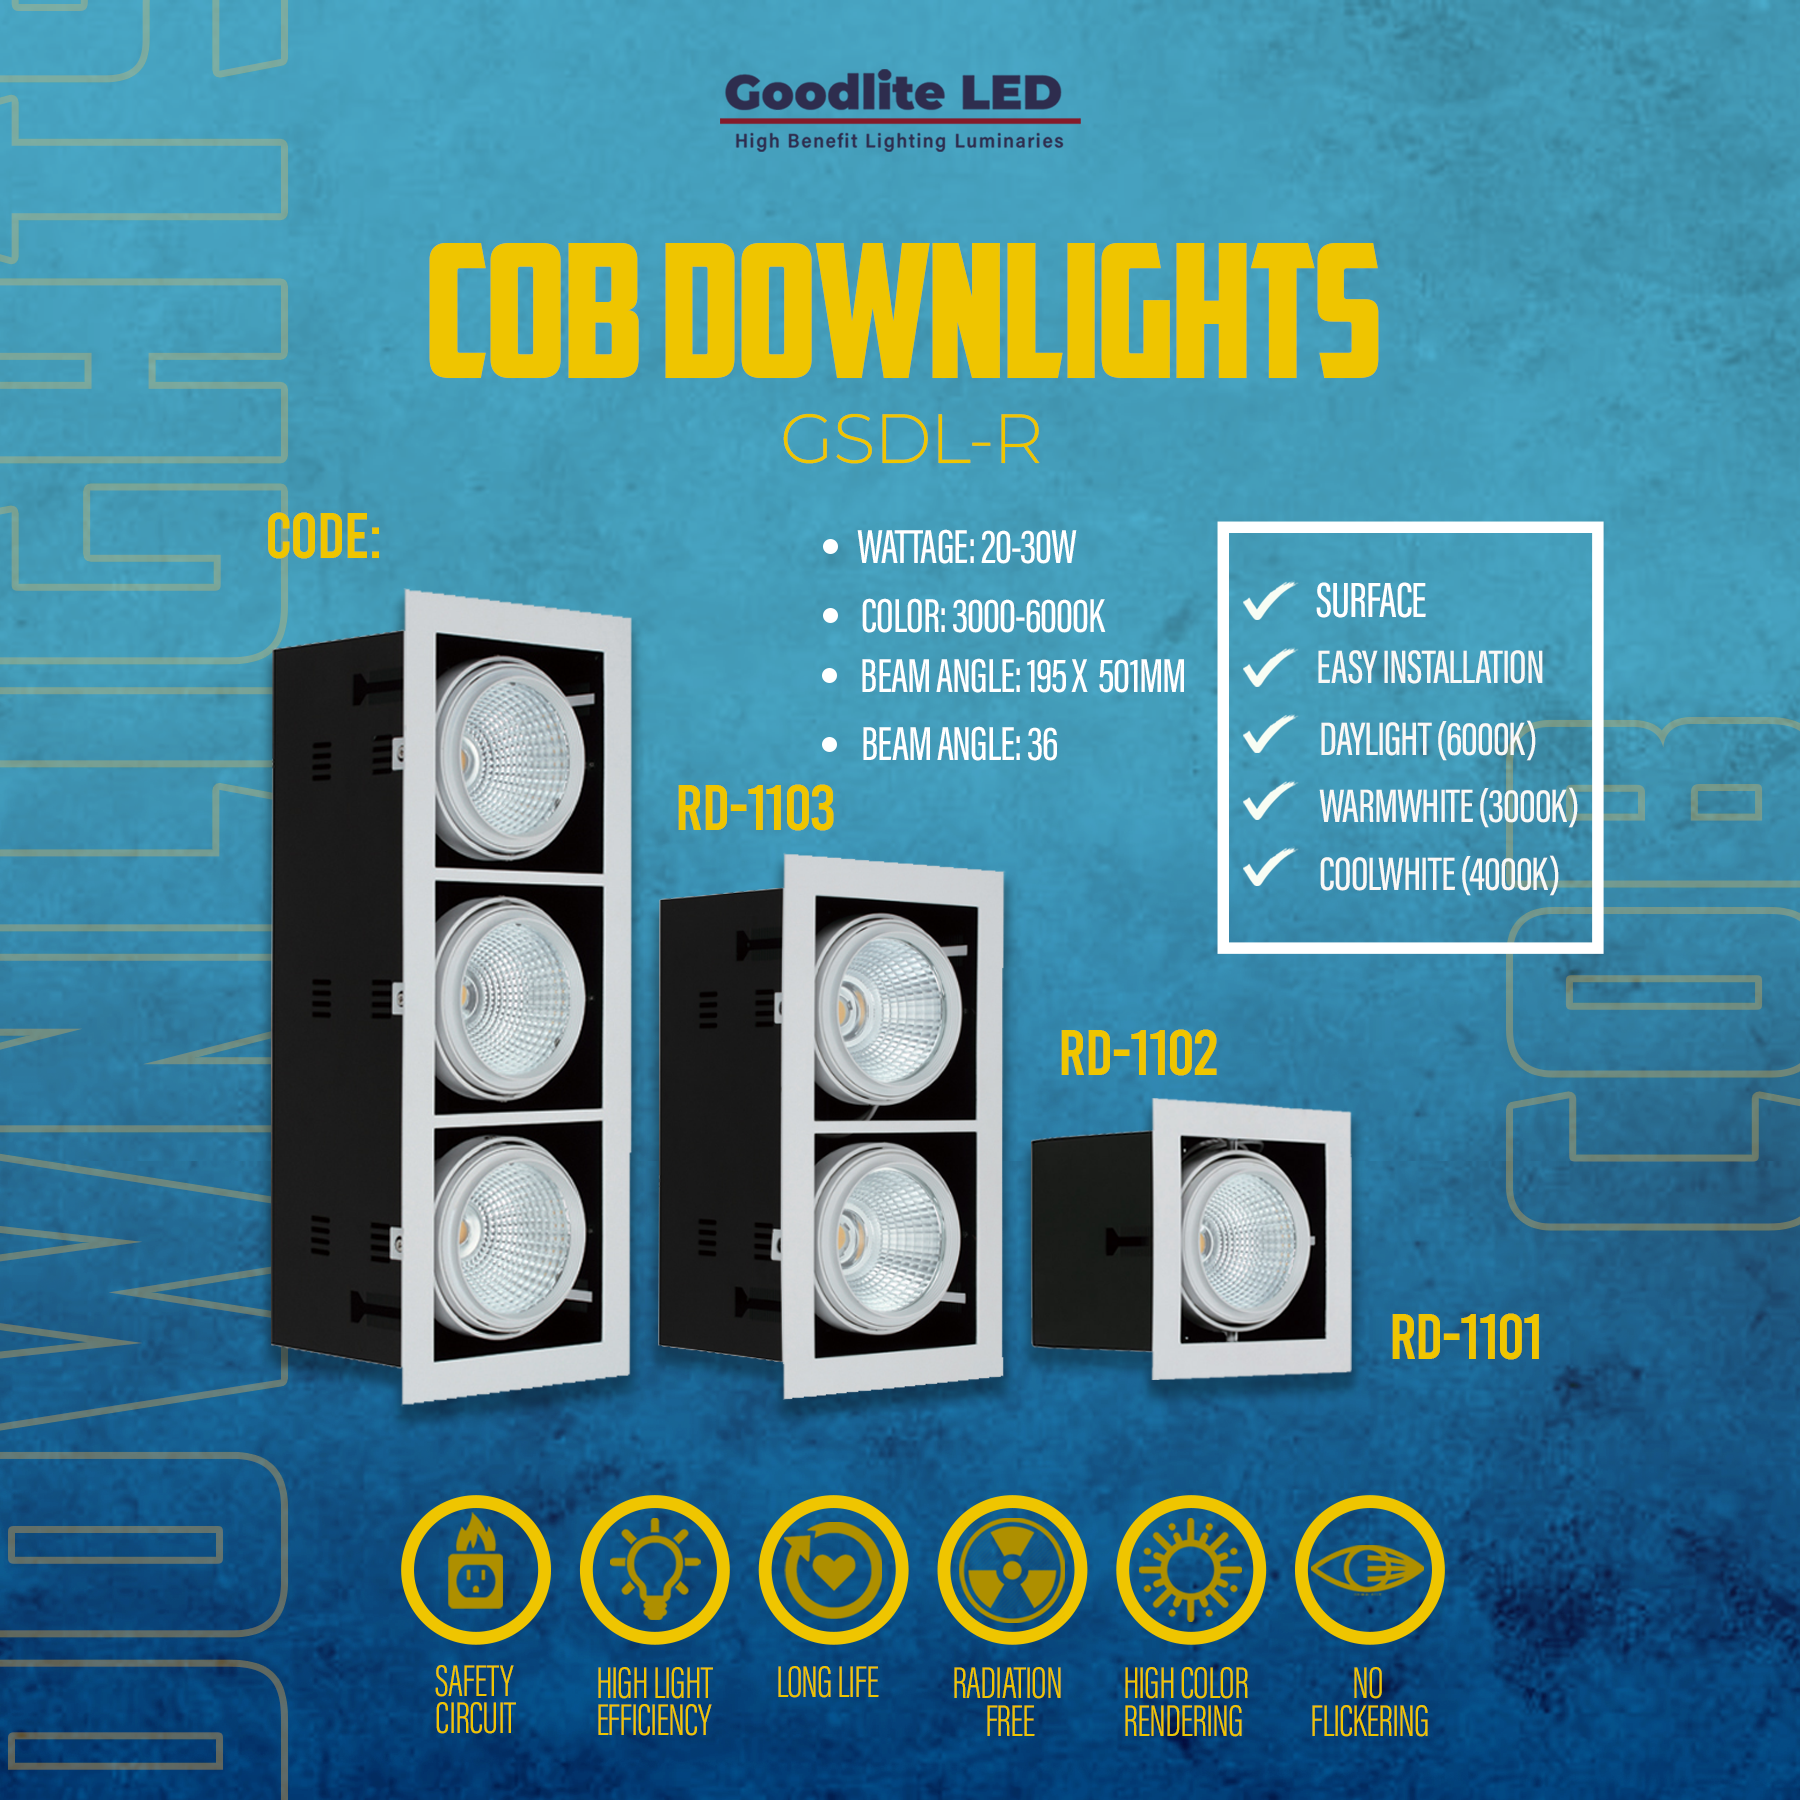 Goodlite LED
High Benefit Lighting Luminaries
COB DOWNLIGHTS
GSDL-R
CODE:
WATTAGE: 20-30W
COLOR: 3000-6000K
BEAM ANGLE: 195 X 501MM
BEAM ANGLE: 36
SURFACE
EASY INSTALLATION
DAYLIGHT (6000K)
WARMWHITE (3000K)
COOLWHITE (4000K)
RD-1103
RD-1102
RD-1101
SAFETY
CIRCUIT
HIGH LIGHT
EFFICIENCY
LONG LIFE
RADIATION
FREE
HIGH COLOR
RENDERING
NO
FLICKERING
DOWNLIGHTS
COB